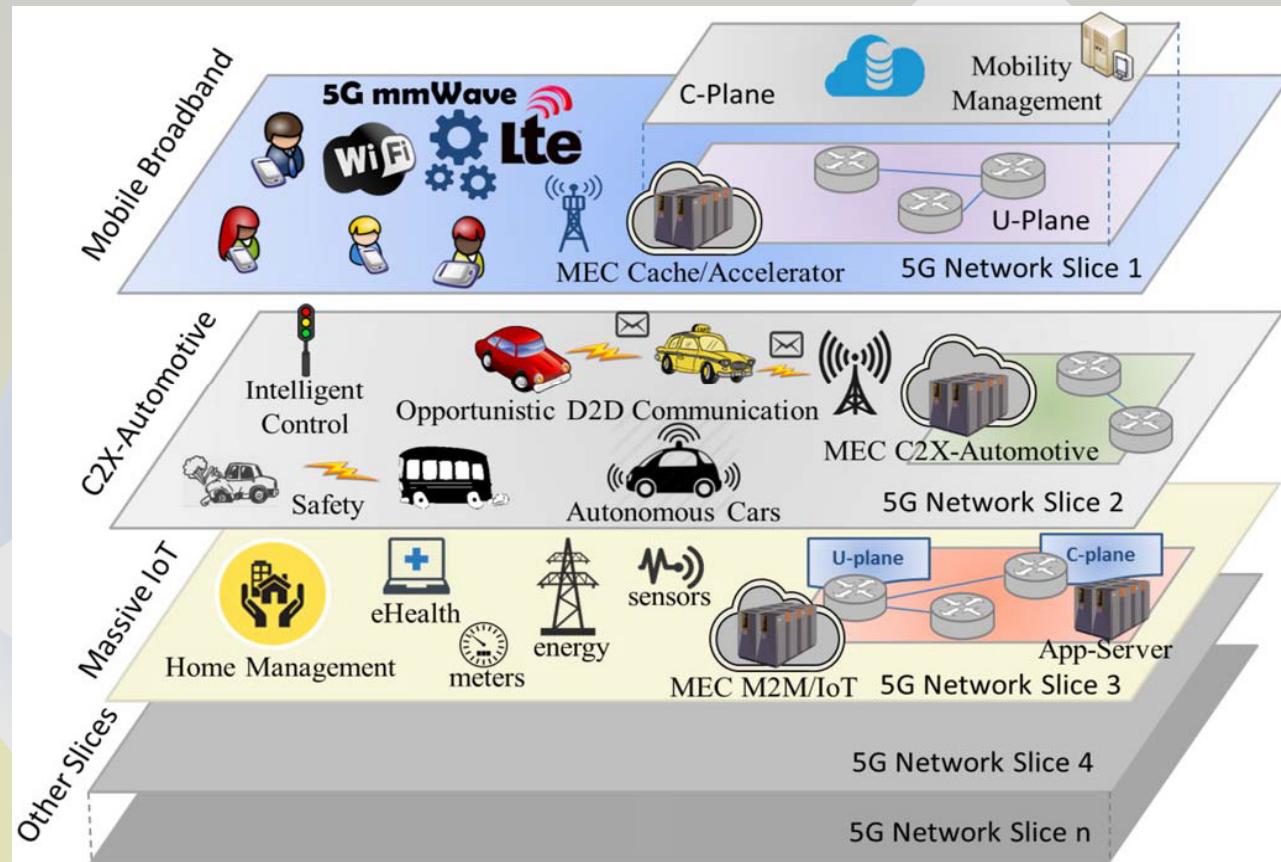 Mobile Broadband
5G mmWave
WiFi
Lte
C-Plane
Mobility
Management
U-Plane
MEC Cache/Accelerator
5G Network Slice 1
C2X-Automotive
Intelligent
Control
Opportunistic D2D Communication
MEC C2X-Automotive
Safety
Autonomous Cars
5G Network Slice 2
Massive IoT
Home Management
eHealth
meters
energy
sensors
U-plane
C-plane
App-Server
MEC M2M/IoT
5G Network Slice 3
Other Slices
5G Network Slice 4
5G Network Slice n